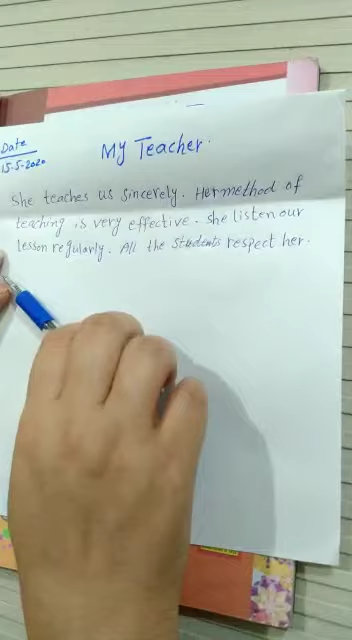 Date
15-5-2020
My Teacher
She teaches us sincerely. Her method of
teaching is very effective. She listen our
lesson regularly. All the students respect her.